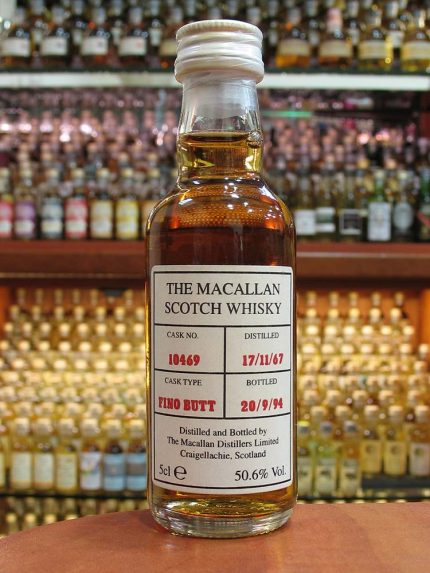 THE MACALLAN
SCOTCH WHISKY
CASK NO.
10469
DISTILLED
17/11/67
CASK TYPE
FINO BUTT
BOTTLED
20/9/94
Distilled and Bottled by
The Macallan Distillers Limited
Craigellachie, Scotland
5cl ℮ 50.6% Vol.